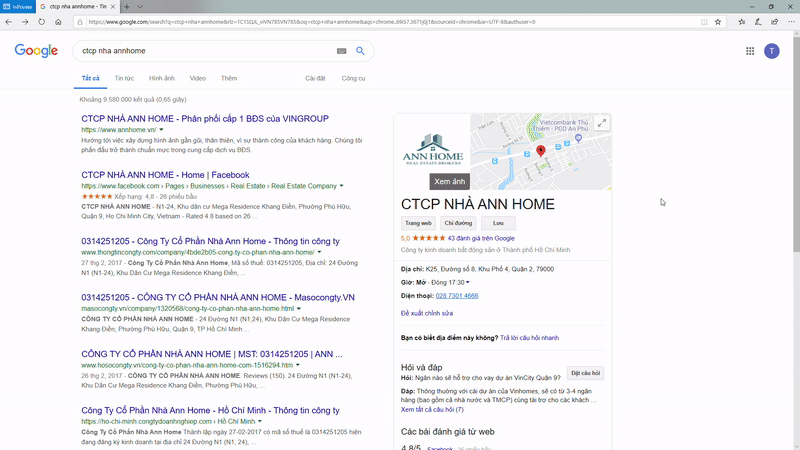 InPrivate
ctcp nha annhome - Tin
https://www.google.com/search?q=ctcp+nha+annhome&rlz=1C1SQJL_viVN785VN785&oq=ctcp+nha+annhome&aqs=chrome..69i57.3671j0j1&sourceid=chrome&ie=UTF-8&authuser=0
Google
ctcp nha annhome
T
Tất cả Tin tức Hình ảnh Video Thêm Cài đặt Công cụ
Khoảng 9.580.000 kết quả (0,65 giây)
CTCP NHÀ ANN HOME - Phân phối cấp 1 BĐS của VINGROUP
https://www.annhome.vn/
Hướng tới việc xây dựng hình ảnh gần gũi, thân thiện, vì sự thành công của khách hàng. Chúng tôi
phấn đấu trở thành chuẩn mực trong cung cấp dịch vụ BĐS.
CTCP NHÀ ANN HOME - Home | Facebook
https://www.facebook.com › Pages › Businesses › Real Estate › Real Estate Company
Xếp hạng: 4,8 - 26 phiếu bầu
CTCP NHÀ ANN HOME - N1-24, Khu dân cư Mega Residence Khang Điền, Phường Phú Hữu,
Quận 9, Ho Chi Minh City, Vietnam - Rated 4.8 based on 26 ...
0314251205 - Công Ty Cổ Phần Nhà Ann Home - Thông tin công ty
www.thongtincongty.com/company/4bde2b05-cong-ty-co-phan-nha-ann-home/
27 thg 2, 2017 - Công Ty Cổ Phần Nhà Ann Home, Mã số thuế: 0314251205, Địa chỉ: 24 Đường
N1 (N1-24), Khu Dân Cư Mega Residence Khang Điền, ...
0314251205 - CÔNG TY CỔ PHẦN NHÀ ANN HOME - Masocongty.VN
masocongty.vn/company/1320568/cong-ty-co-phan-nha-ann-home.html
CÔNG TY CỔ PHẦN NHÀ ANN HOME - 24 Đường N1 (N1,24), Khu Dân Cư Mega Residence
Khang Điền, Phường Phú Hữu, Quận 9, TP Hồ Chí Minh ...
CÔNG TY CỔ PHẦN NHÀ ANN HOME | MST: 0314251205 | ANN ...
www.hosocongty.vn/cong-ty-co-phan-nha-ann-home-com-1516294.htm
26 thg 2, 2017 - CÔNG TY CỔ PHẦN NHÀ ANN HOME. Reviews (150). 24 Đường N1 (N1-24),
Khu Dân Cư Mega Residence Khang Điền, Phường Phú Hữu, ...
Công Ty Cổ Phần Nhà Ann Home - Hồ Chí Minh - Thông tin công ty
https://ho-chi-minh.congtydoanhnghiep.com › Hồ Chí Minh
Công Ty Cổ Phần Nhà Ann Home Thành lập ngày 27-02-2017 có mã số thuế là 0314251205 hiện
đang đăng ký kinh doanh tại địa chỉ 24 Đường N1 (N1, 24), ...
ANN HOME
REAL ESTATE BROKERS
Xem ảnh
Vietcombank Thủ
Thiêm - PGD An Phú
CTCP NHÀ ANN HOME
Trang web Chỉ đường Lưu
5,0 43 đánh giá trên Google
Công ty kinh doanh bất động sản ở Thành phố Hồ Chí Minh
Địa chỉ: K25, Đường số 8, Khu Phố 4, Quận 2, 79000
Giờ: Mở · Đóng 17:30
Điện thoại: 028 7301 4666
Đề xuất chỉnh sửa
Bạn có biết địa điểm này không? Trả lời câu hỏi nhanh
Hỏi và đáp
Đặt câu hỏi
Hỏi: Ngân nào sẽ hỗ trợ cho vay dự án VinCity Quận 9?
Đáp: Thông thường với các dự án của Vinhomes, sẽ có từ 3-4 ngân
hàng (bao gồm cả nhà nước và TMCP) cùng tài trợ cho các khách ...
Xem tất cả câu hỏi (7)
Các bài đánh giá từ web
4,8/5 Facebook · 26 phiếu bầu